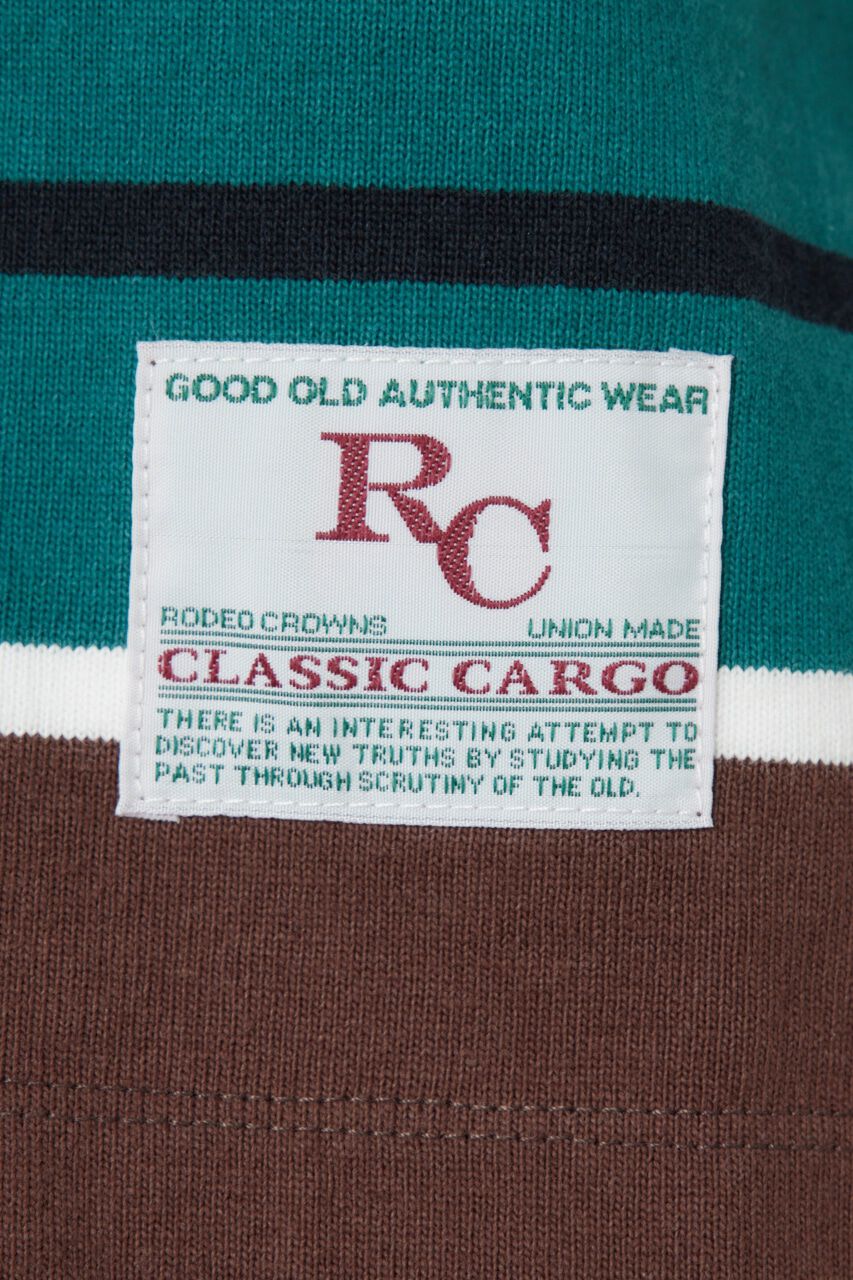 GOOD OLD AUTHENTIC WEAR
RC
RODEO CROWNS UNION MADE
CLASSIC CARGO
THERE IS AN INTERESTING ATTEMPT TO
DISCOVER NEW TRUTHS BY STUDYING THE
PAST THROUGH SCRUTINY OF THE OLD.